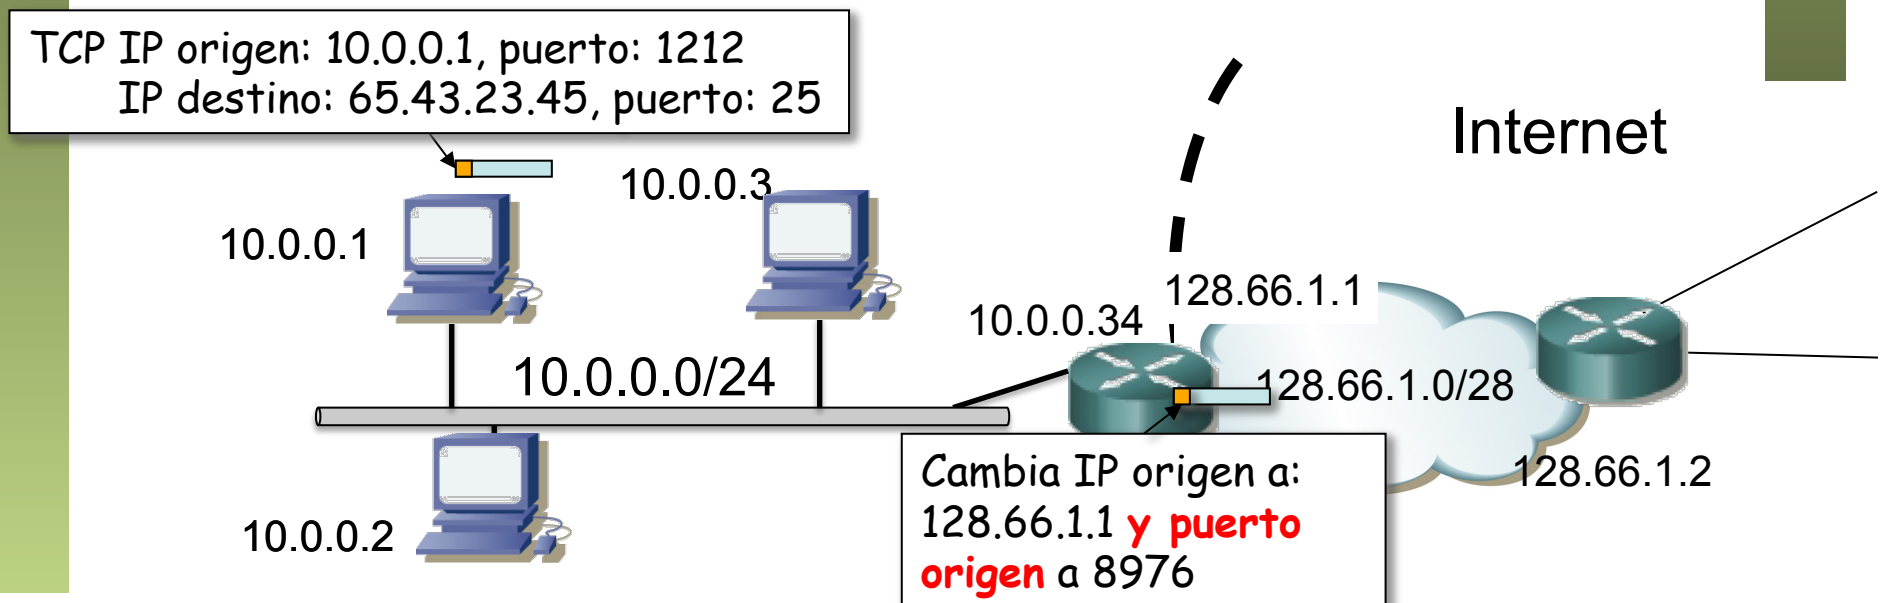 TCP IP origen: 10.0.0.1, puerto: 1212
IP destino: 65.43.23.45, puerto: 25
Internet
10.0.0.3
10.0.0.1
128.66.1.1
10.0.0.34
10.0.0.0/24
128.66.1.0/28
128.66.1.2
10.0.0.2
Cambia IP origen a:
128.66.1.1 y puerto
origen a 8976